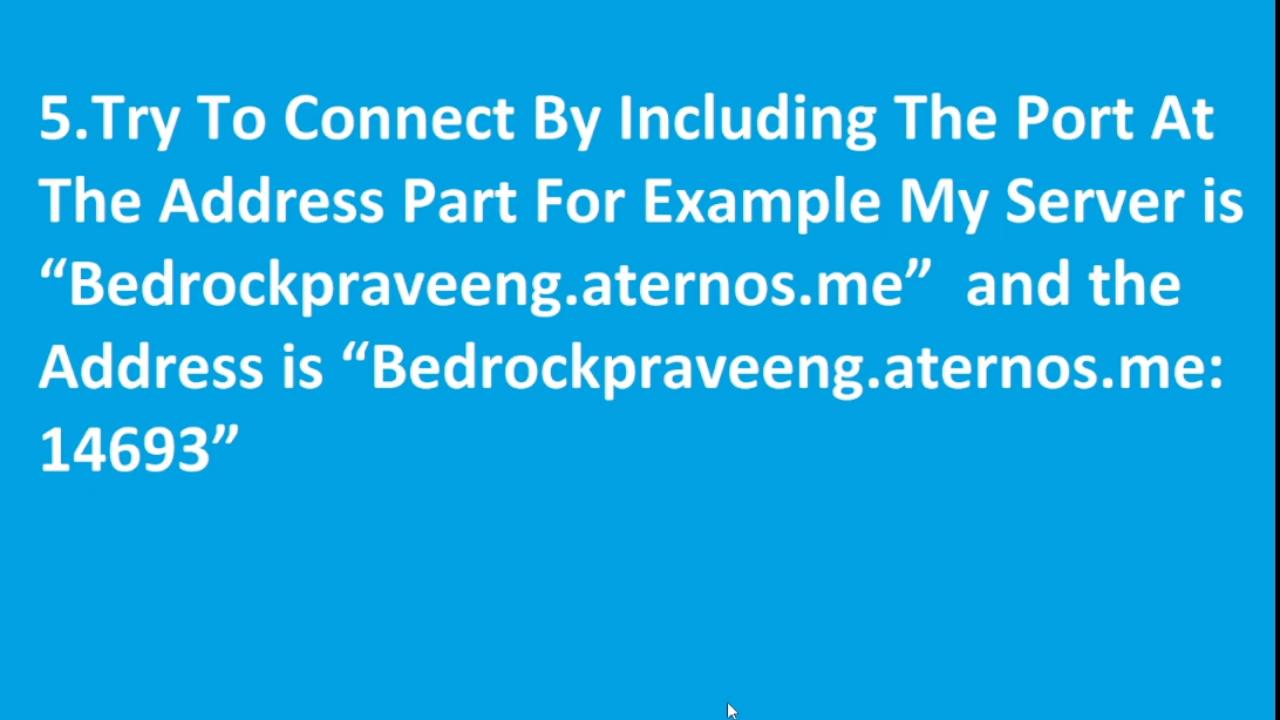 5.Try To Connect By Including The Port At
The Address Part For Example My Server is
“Bedrockpraveeng.aternos.me”  and the
Address is “Bedrockpraveeng.aternos.me:
14693”